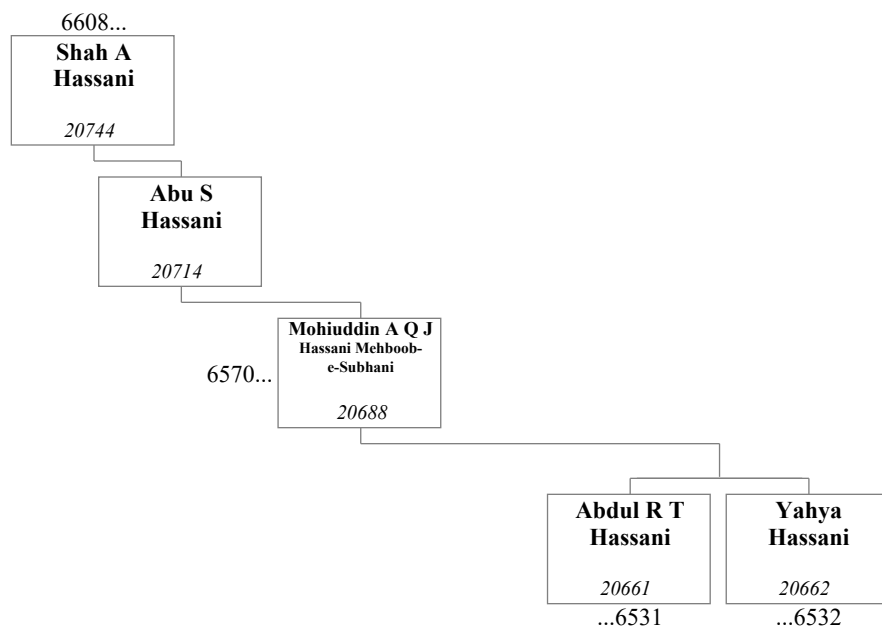 6608...
Shah A
Hassani
20744
Abu S
Hassani
20714
Mohiuddin A Q J
Hassani Mehboob-
e-Subhani
6570...
20688
Abdul R T
Hassani
20661
...6531
Yahya
Hassani
20662
...6532